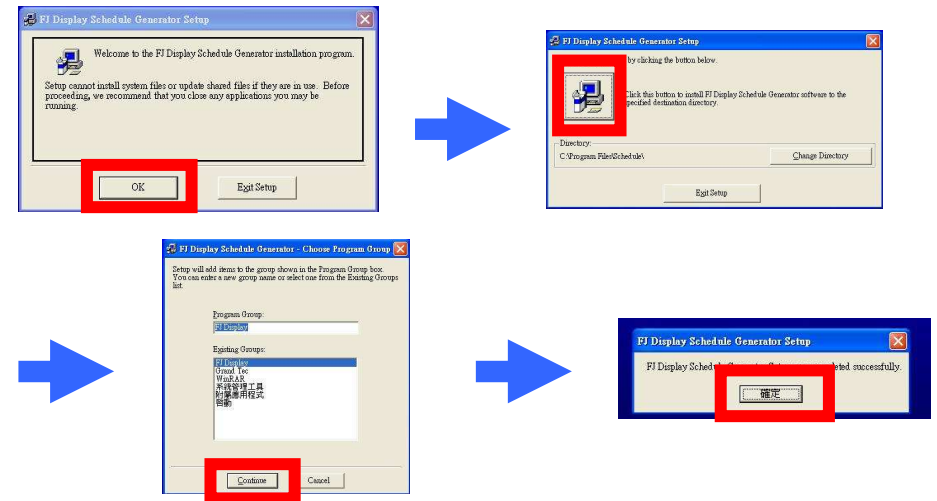 FJ Display Schedule Generator Setup
Welcome to the FJ Display Schedule Generator installation program.
Setup cannot install system files or update shared files if they are in use. Before
proceeding, we recommend that you close any applications you may be
running.
OK
Exit Setup
FJ Display Schedule Generator Setup
by clicking the button below.
Click this button to install FJ Display Schedule Generator software to the
specified destination directory.
Directory:
C:\Program Files\Schedule\
Change Directory
Exit Setup
FJ Display Schedule Generator - Choose Program Group
Setup will add items to the group shown in the Program Group box.
You can enter a new group name or select one from the Existing Groups
list.
Program Group:
FJ Display
Existing Groups:
FJ Display
Grand Tec
WinRAR
系統管理工具
附屬應用程式
啟動
Continue
Cancel
FJ Display Schedule Generator Setup
FJ Display Schedule Generator Setup was completed successfully.
確定